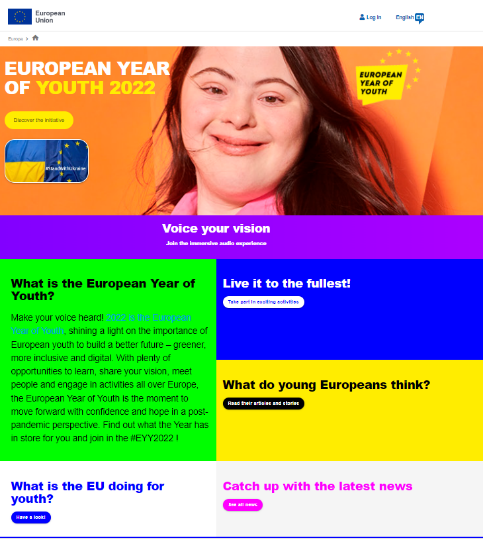 European
Union
Log in
English EN
Europa >
EUROPEAN YEAR
OF YOUTH 2022
Discover the initiative
#StandWithUkraine
EUROPEAN
YEAR OF
YOUTH
Voice your vision
Join the immersive audio experience
What is the European Year of
Youth?
Make your voice heard! 2022 is the European
Year of Youth, shining a light on the importance of
European youth to build a better future – greener,
more inclusive and digital. With plenty of
opportunities to learn, share your vision, meet
people and engage in activities all over Europe,
the European Year of Youth is the moment to
move forward with confidence and hope in a post-
pandemic perspective. Find out what the Year has
in store for you and join in the #EYY2022 !
Live it to the fullest!
Take part in exciting activities
What do young Europeans think?
Read their articles and stories
What is the EU doing for
youth?
Have a look!
Catch up with the latest news
See all news